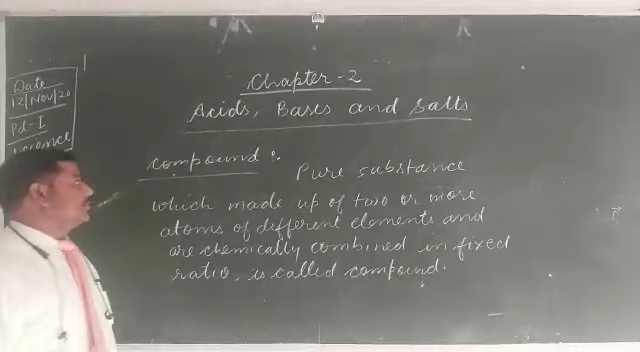 Date
12/NOV/20
Pd-I
Science
Chapter-2
Acids, Bases and Salts
Compound :
Pure substance
which made up of two or more
atoms of different elements and
are chemically combined in fixed
ratio, is called compound.